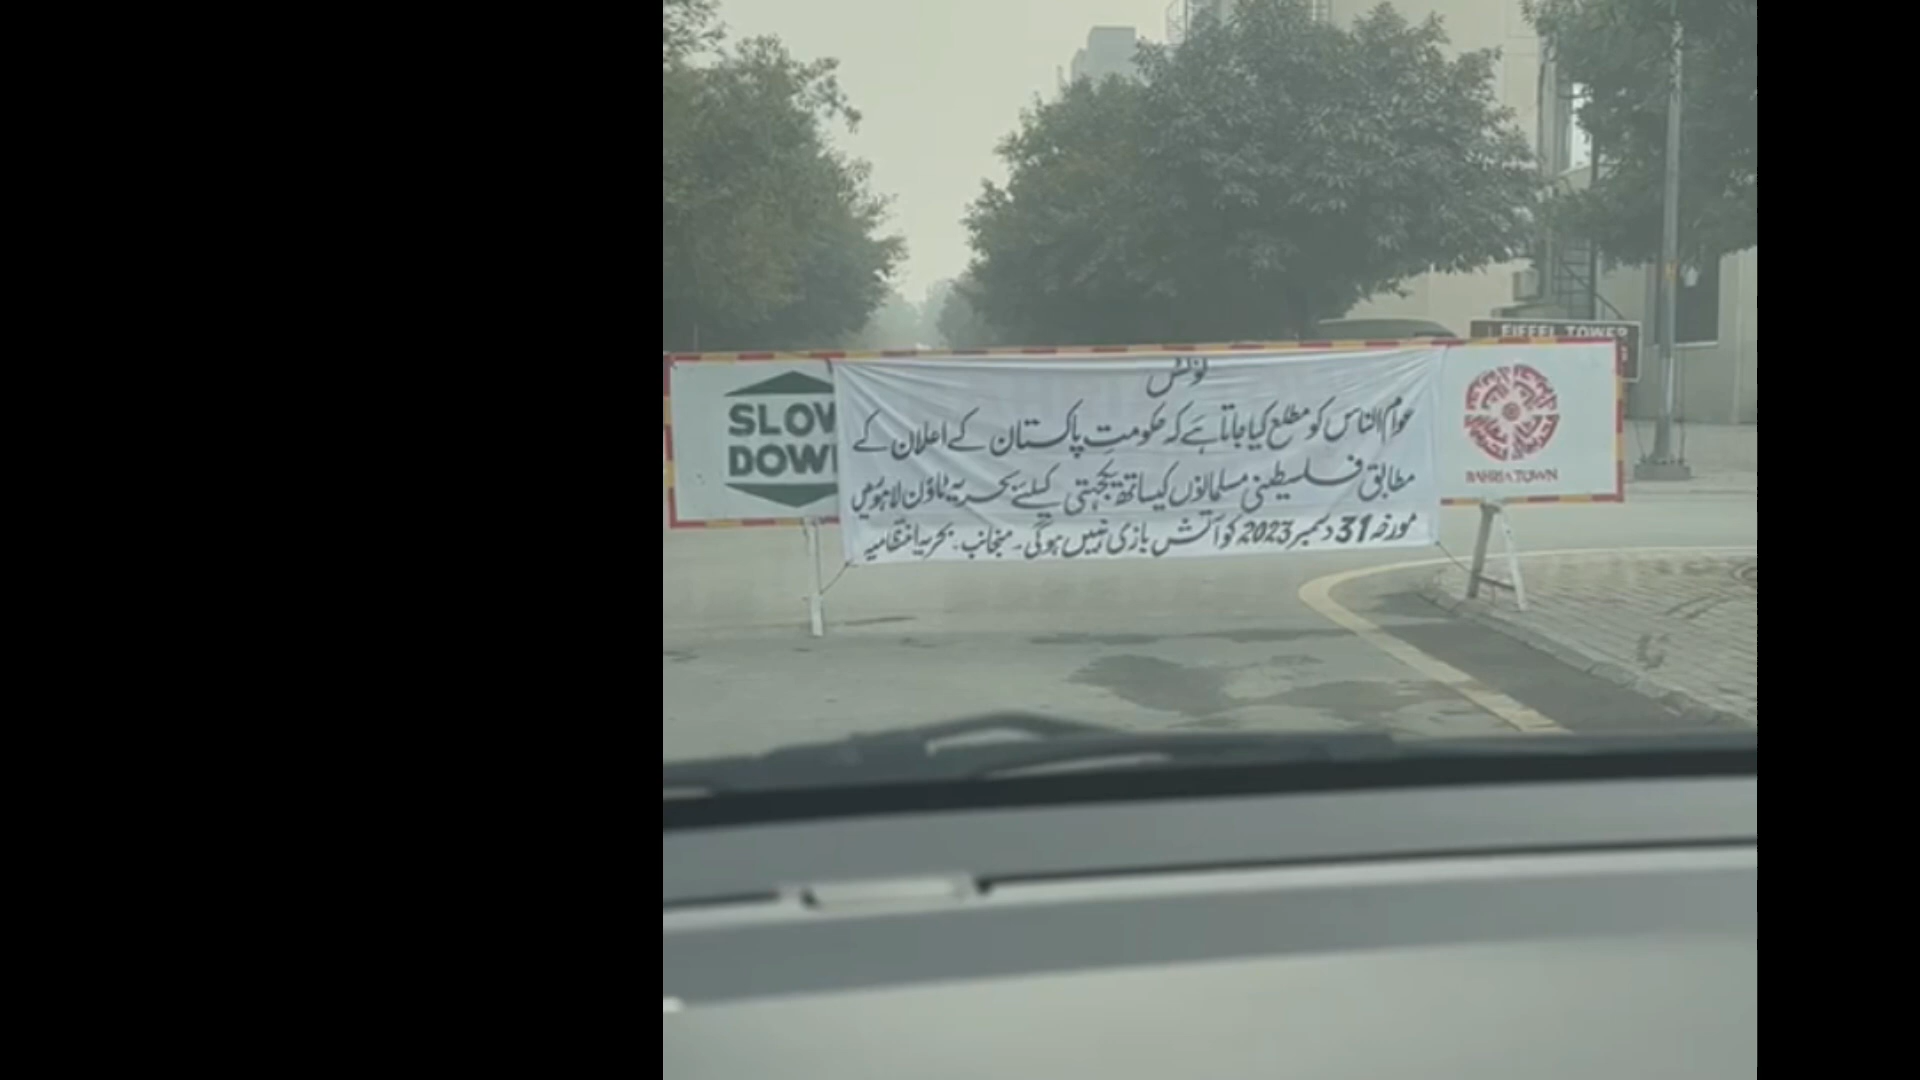 EIFFEL TOWER
SLOW
DOWN
نوٹس
عوام الناس کو مطلع کیا جاتا ہے کہ حکومتِ پاکستان کے اعلان کے
مطابق فلسطینی مسلمانوں کیساتھ یکجہتی کیلئے بحریہ ٹاؤن لاہور میں
مورخہ 31 دسمبر 2023 کو آتش بازی نہیں ہوگی۔ منجانب۔ بحریہ انتظامیہ
BAHRIA TOWN